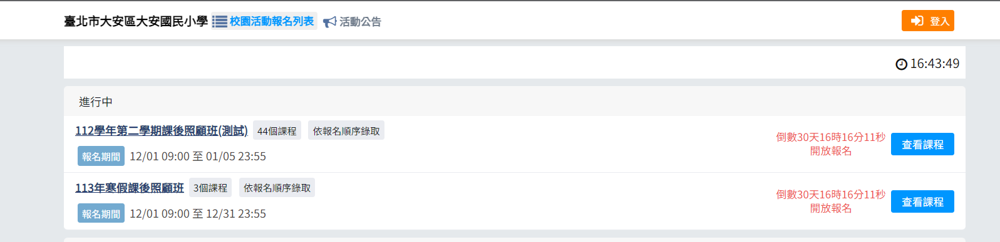 臺北市大安區大安國民小學 校園活動報名列表 活動公告 登入
16:43:49
進行中
112學年第二學期課後照顧班(測試) 44個課程 依報名順序錄取
報名期間 12/01 09:00 至 01/05 23:55
倒數30天16時16分11秒
開放報名
查看課程
113年寒假課後照顧班 3個課程 依報名順序錄取
報名期間 12/01 09:00 至 12/31 23:55
倒數30天16時16分11秒
開放報名
查看課程